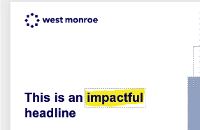 west monroe
This is an impactful
headline